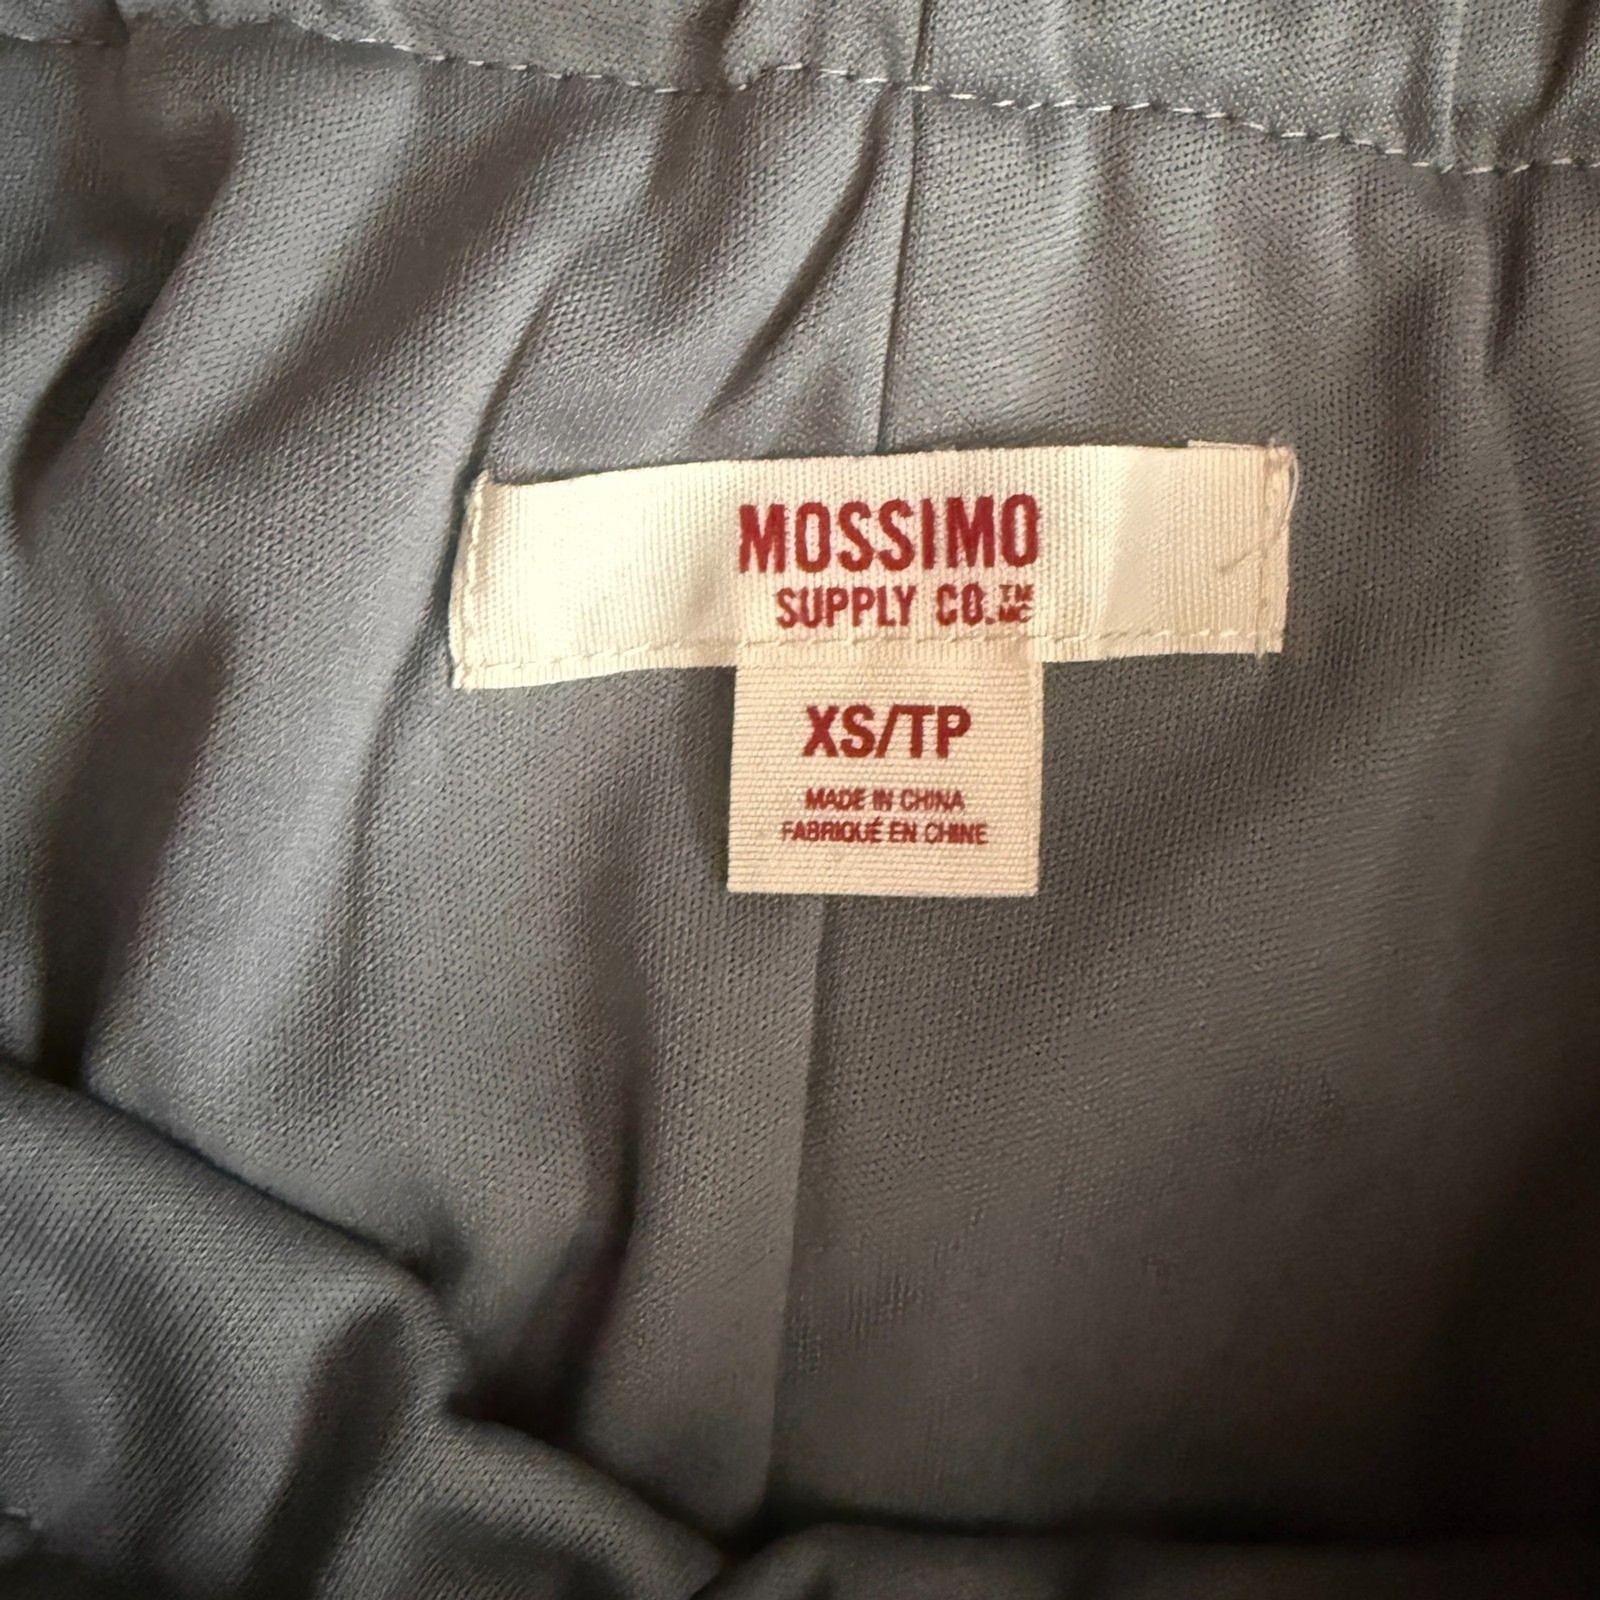 MOSSIMO
SUPPLY CO.™ MC
XS/TP
MADE IN CHINA
FABRIQUÉ EN CHINE